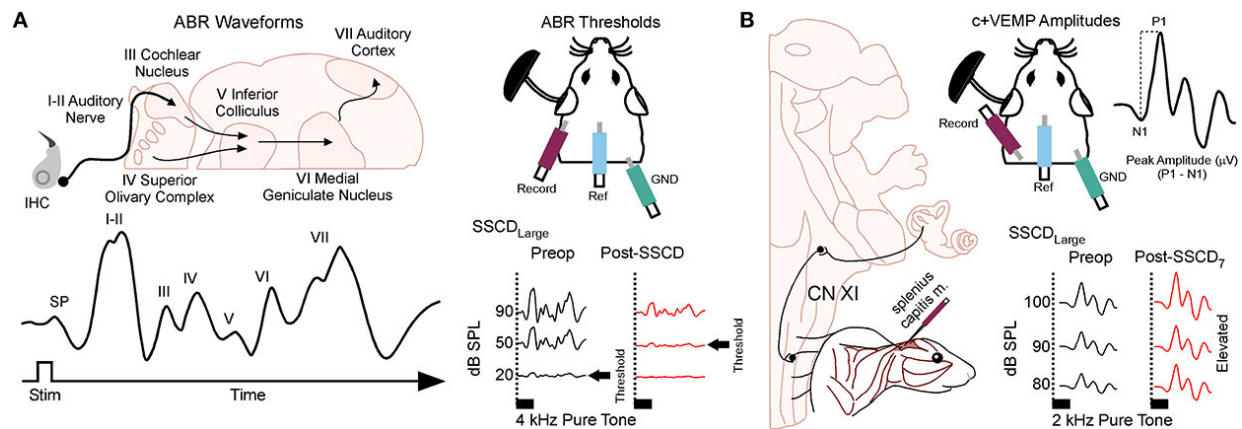 A
ABR Waveforms
VII Auditory
Cortex
III Cochlear
Nucleus
V Inferior
Colliculus
I-II Auditory
Nerve
IHC
IV Superior
Olivary Complex
VI Medial
Geniculate Nucleus
SP
I-II
III
IV
V
VI
VII
Stim
Time
ABR Thresholds
Record
Ref
GND
SSCDLarge
Preop
Post-SSCD
dB SPL
90
50
20
Threshold
Threshold
4 kHz Pure Tone
B
c+VEMP Amplitudes
P1
N1
Peak Amplitude (µV)
(P1 - N1)
Record
Ref
GND
CN XI
splenius
capitis m.
SSCDLarge
Preop
Post-SSCD7
dB SPL
100
90
80
Elevated
2 kHz Pure Tone